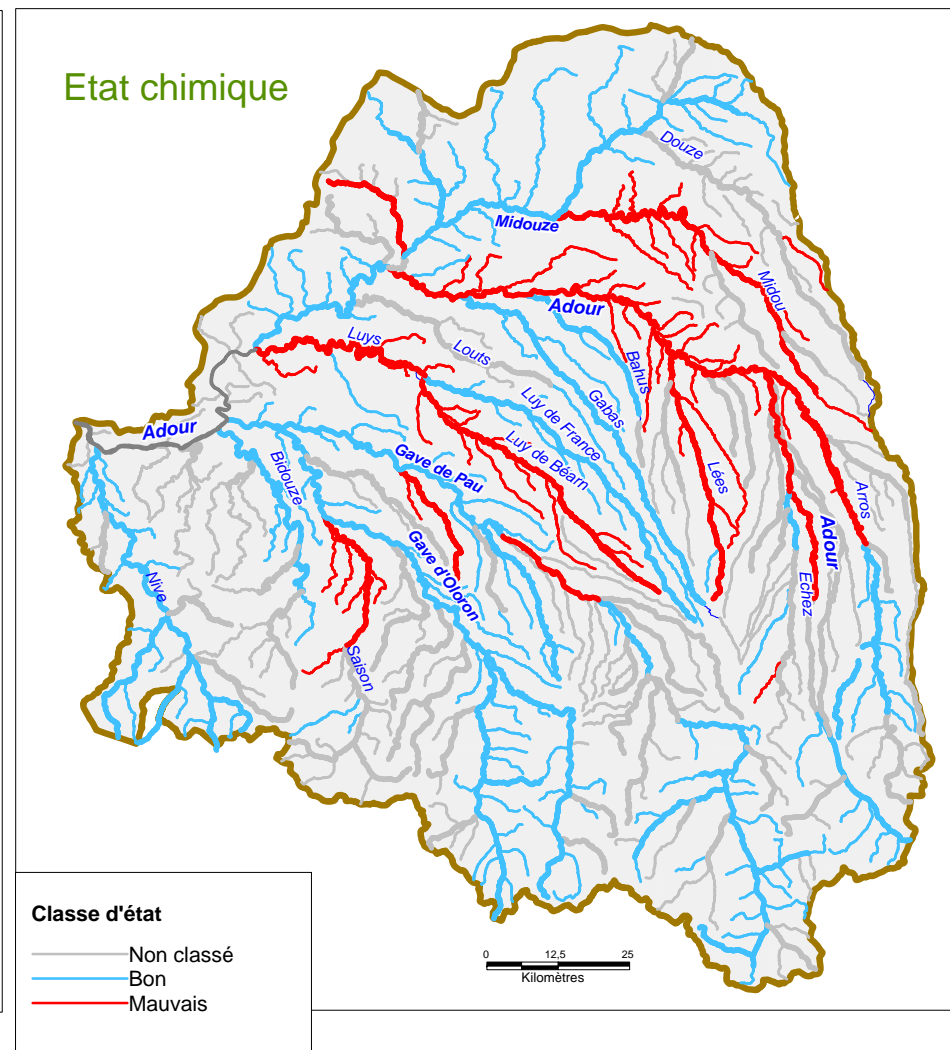 Etat chimique
Douze
Midouze
Midou
Adour
Luys
Louts
Bahus
Gabas
Luy de France
Luy de Béarn
Adour
Gave de Pau
Bidouze
Lées
Arros
Adour
Echez
Gave d'Oloron
Nive
Saison
Classe d'état
Non classé
Bon
Mauvais
0 12,5 25
Kilomètres